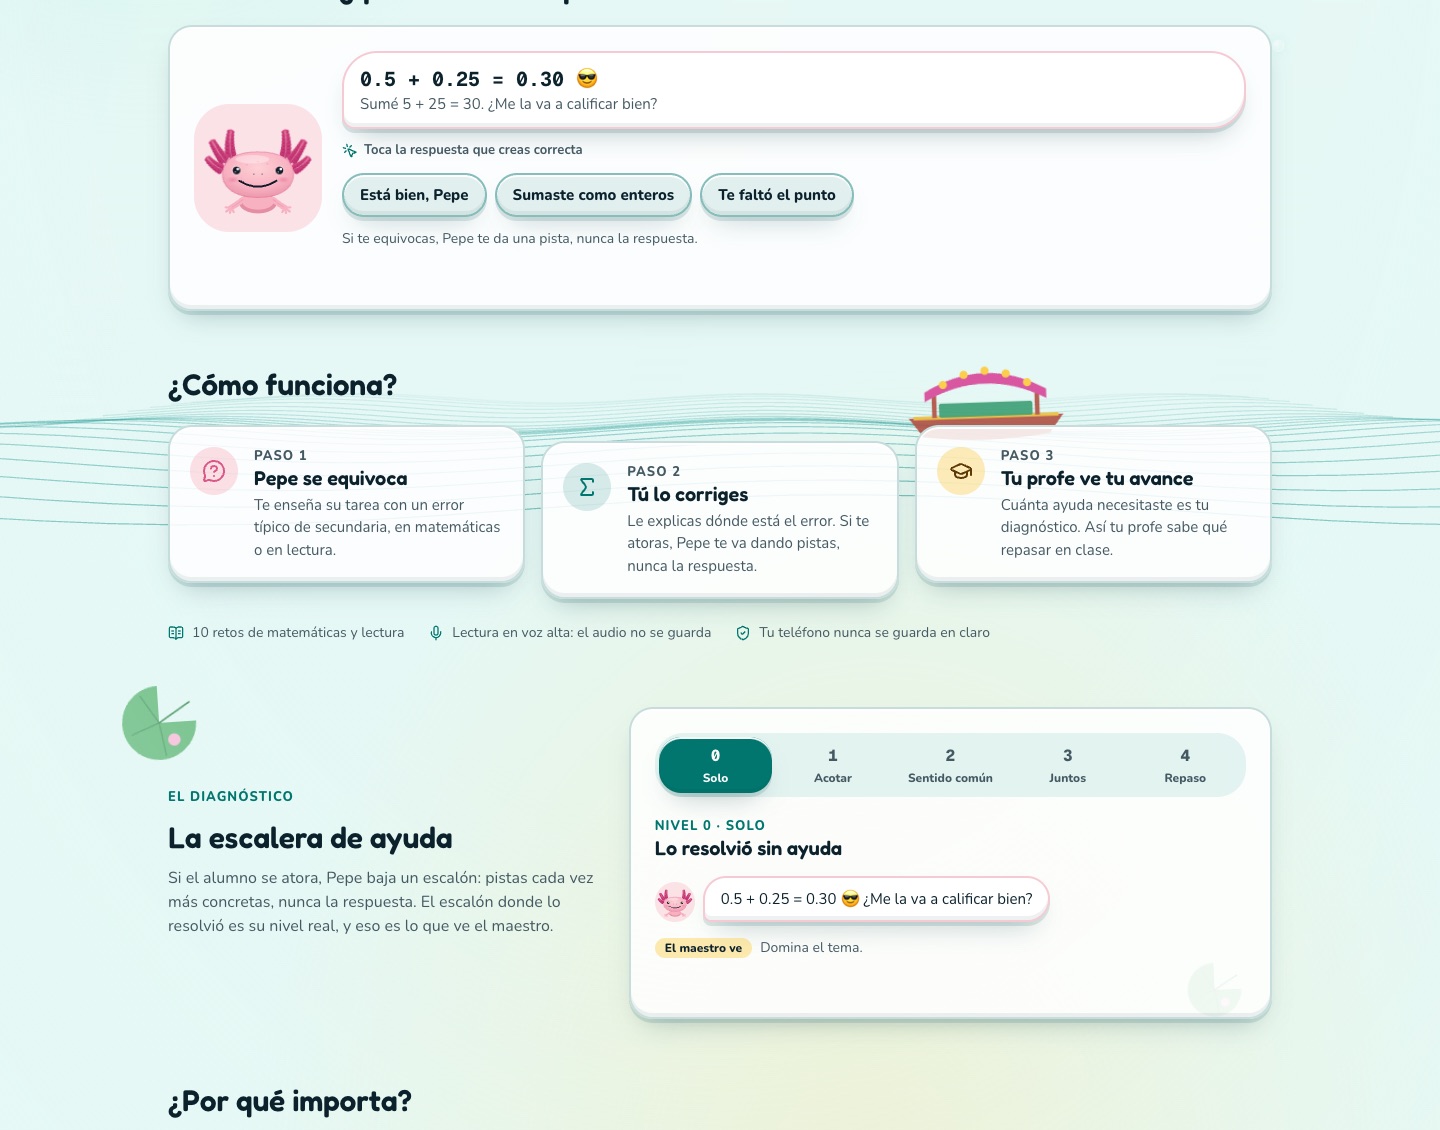 0.5 + 0.25 = 0.30 😎
Sumé 5 + 25 = 30. ¿Me la va a calificar bien?
Toca la respuesta que creas correcta
Está bien, Pepe
Sumaste como enteros
Te faltó el punto
Si te equivocas, Pepe te da una pista, nunca la respuesta.
¿Cómo funciona?
PASO 1
Pepe se equivoca
Te enseña su tarea con un error
típico de secundaria, en matemáticas
o en lectura.
PASO 2
Tú lo corriges
Le explicas dónde está el error. Si te
atoras, Pepe te va dando pistas,
nunca la respuesta.
PASO 3
Tu profe ve tu avance
Cuánta ayuda necesitaste es tu
diagnóstico. Así tu profe sabe qué
repasar en clase.
10 retos de matemáticas y lectura
Lectura en voz alta: el audio no se guarda
Tu teléfono nunca se guarda en claro
EL DIAGNÓSTICO
La escalera de ayuda
Si el alumno se atora, Pepe baja un escalón: pistas cada vez
más concretas, nunca la respuesta. El escalón donde lo
resolvió es su nivel real, y eso es lo que ve el maestro.
0
Solo
1
Acotar
2
Sentido común
3
Juntos
4
Repaso
NIVEL 0 · SOLO
Lo resolvió sin ayuda
0.5 + 0.25 = 0.30 😎 ¿Me la va a calificar bien?
El maestro ve
Domina el tema.
¿Por qué importa?